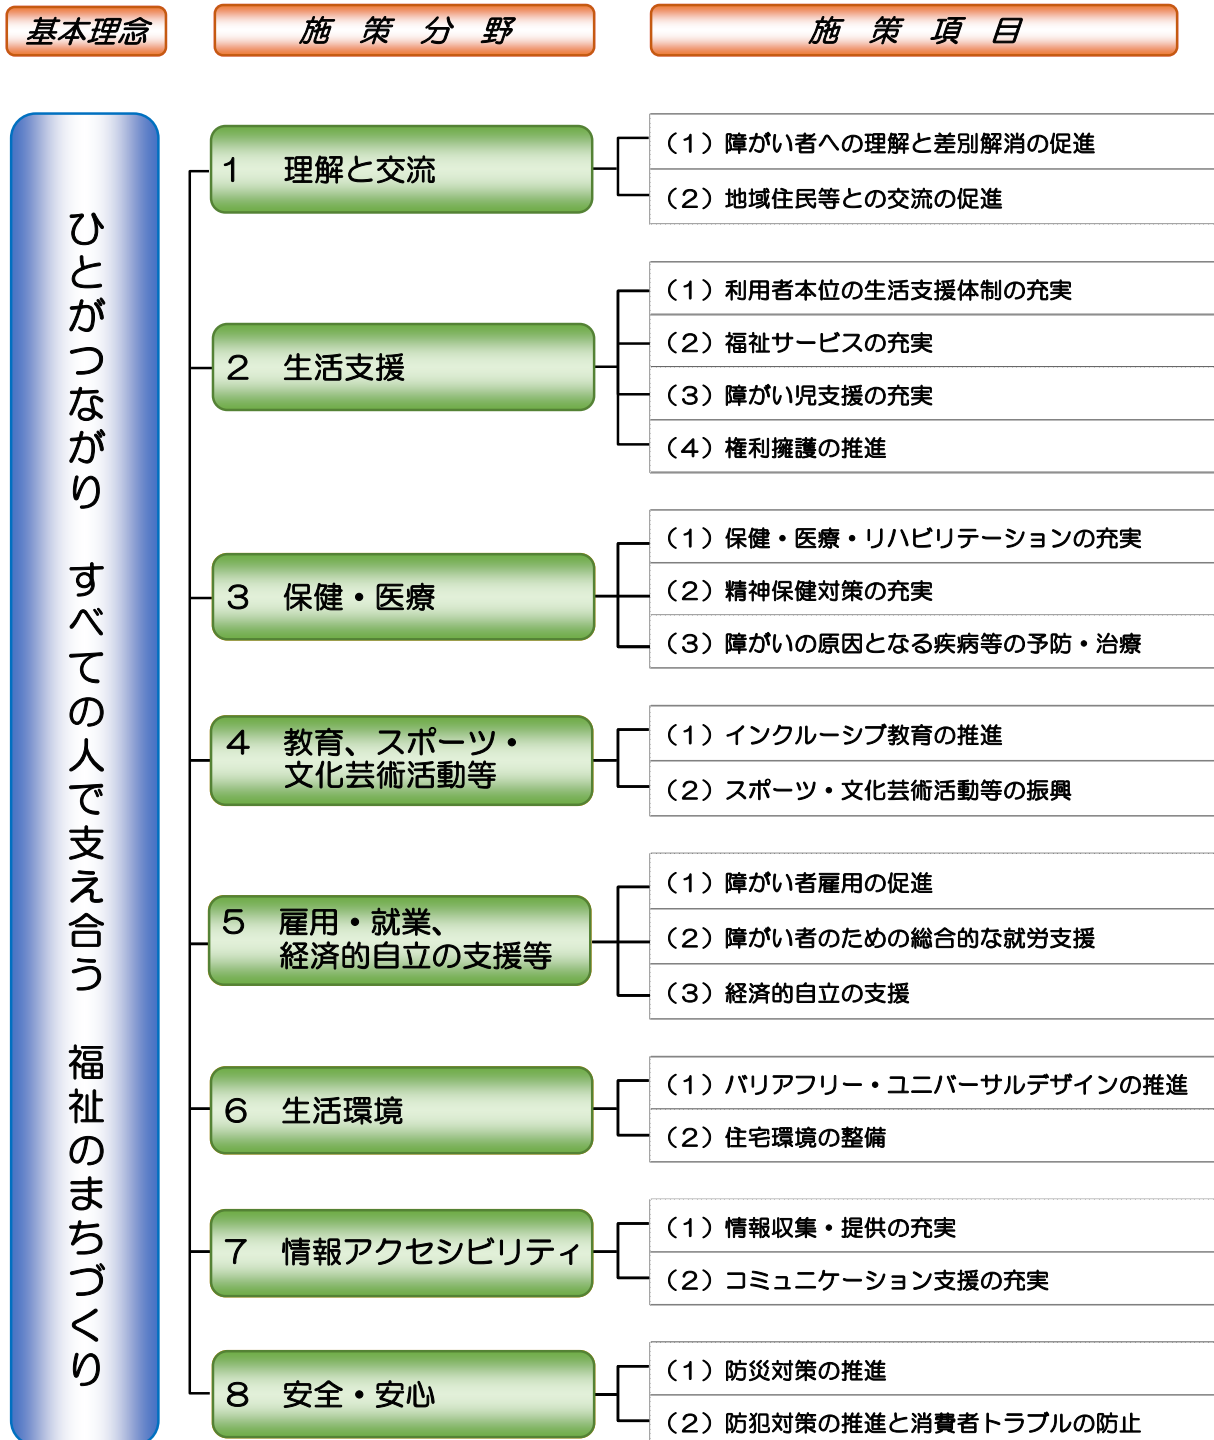 基本理念
施策分野
施策項目
ひとがつながり　すべての人で支え合う　福祉のまちづくり
1　理解と交流
（1）障がい者への理解と差別解消の促進
（2）地域住民等との交流の促進
2　生活支援
（1）利用者本位の生活支援体制の充実
（2）福祉サービスの充実
（3）障がい児支援の充実
（4）権利擁護の推進
3　保健・医療
（1）保健・医療・リハビリテーションの充実
（2）精神保健対策の充実
（3）障がいの原因となる疾病等の予防・治療
4　教育、スポーツ・
文化芸術活動等
（1）インクルーシブ教育の推進
（2）スポーツ・文化芸術活動等の振興
5　雇用・就業、
経済的自立の支援等
（1）障がい者雇用の促進
（2）障がい者のための総合的な就労支援
（3）経済的自立の支援
6　生活環境
（1）バリアフリー・ユニバーサルデザインの推進
（2）住宅環境の整備
7　情報アクセシビリティ
（1）情報収集・提供の充実
（2）コミュニケーション支援の充実
8　安全・安心
（1）防災対策の推進
（2）防犯対策の推進と消費者トラブルの防止